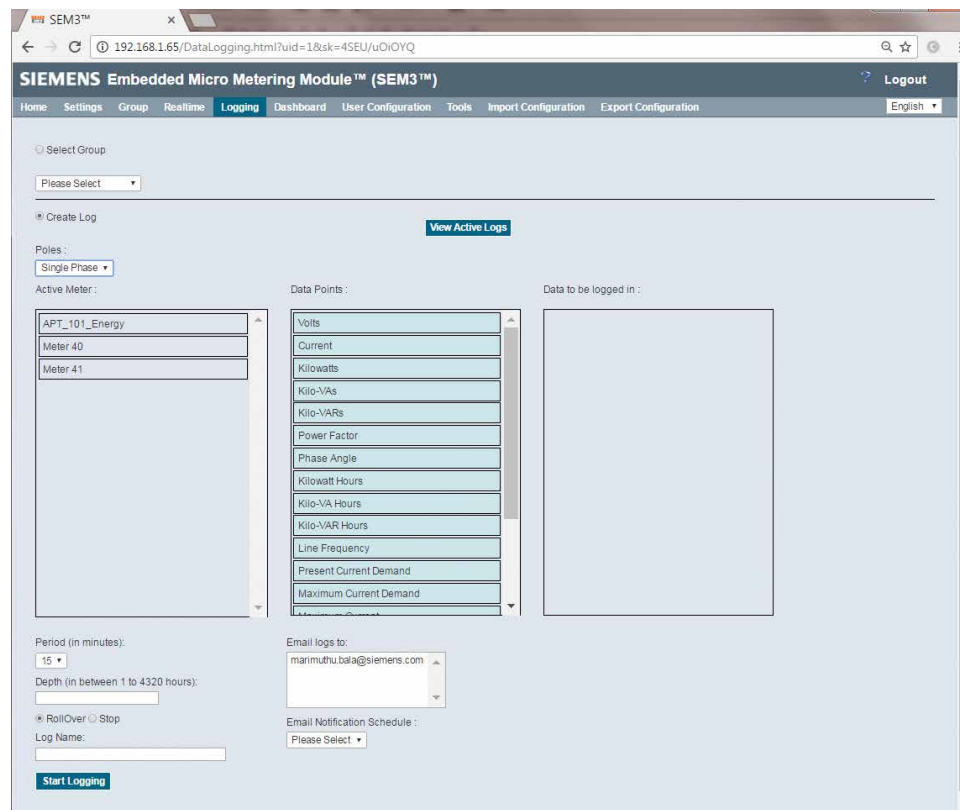 SEM3™
192.168.1.65/DataLogging.html?uid=1&sk=4SEU/uOiOYQ
SIEMENS Embedded Micro Metering Module™ (SEM3™)
? Logout
Home Settings Group Realtime Logging Dashboard User Configuration Tools Import Configuration Export Configuration
English
Select Group
Please Select
Create Log
View Active Logs
Poles :
Single Phase
Active Meter :
APT_101_Energy
Meter 40
Meter 41
Data Points :
Volts
Current
Kilowatts
Kilo-VAs
Kilo-VARs
Power Factor
Phase Angle
Kilowatt Hours
Kilo-VA Hours
Kilo-VAR Hours
Line Frequency
Present Current Demand
Maximum Current Demand
Maximum Current
Data to be logged in :
Period (in minutes):
15
Depth (in between 1 to 4320 hours):
RollOver Stop
Log Name:
Start Logging
Email logs to:
marimuthu.bala@siemens.com
Email Notification Schedule :
Please Select